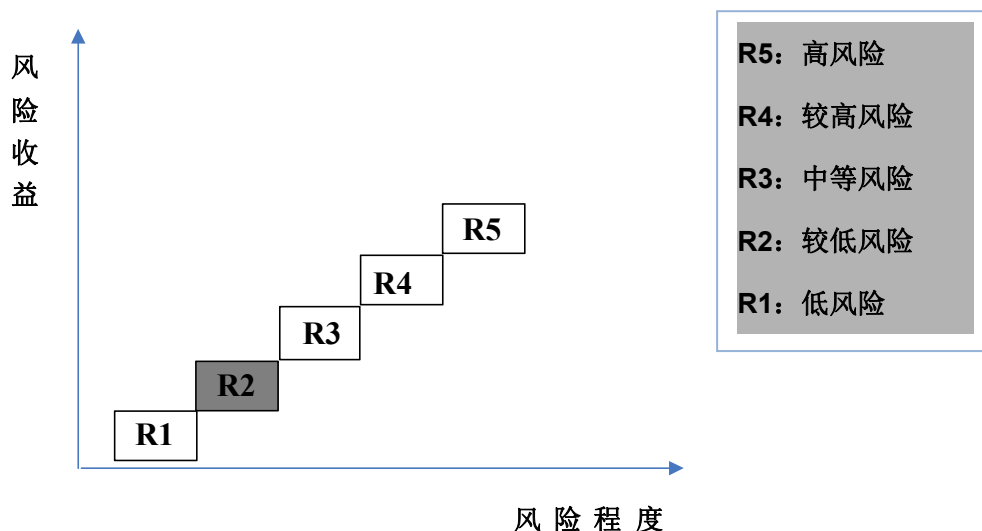 风险收益
R5：高风险
R4：较高风险
R3：中等风险
R2：较低风险
R1：低风险
R5
R4
R3
R2
R1
风险程度